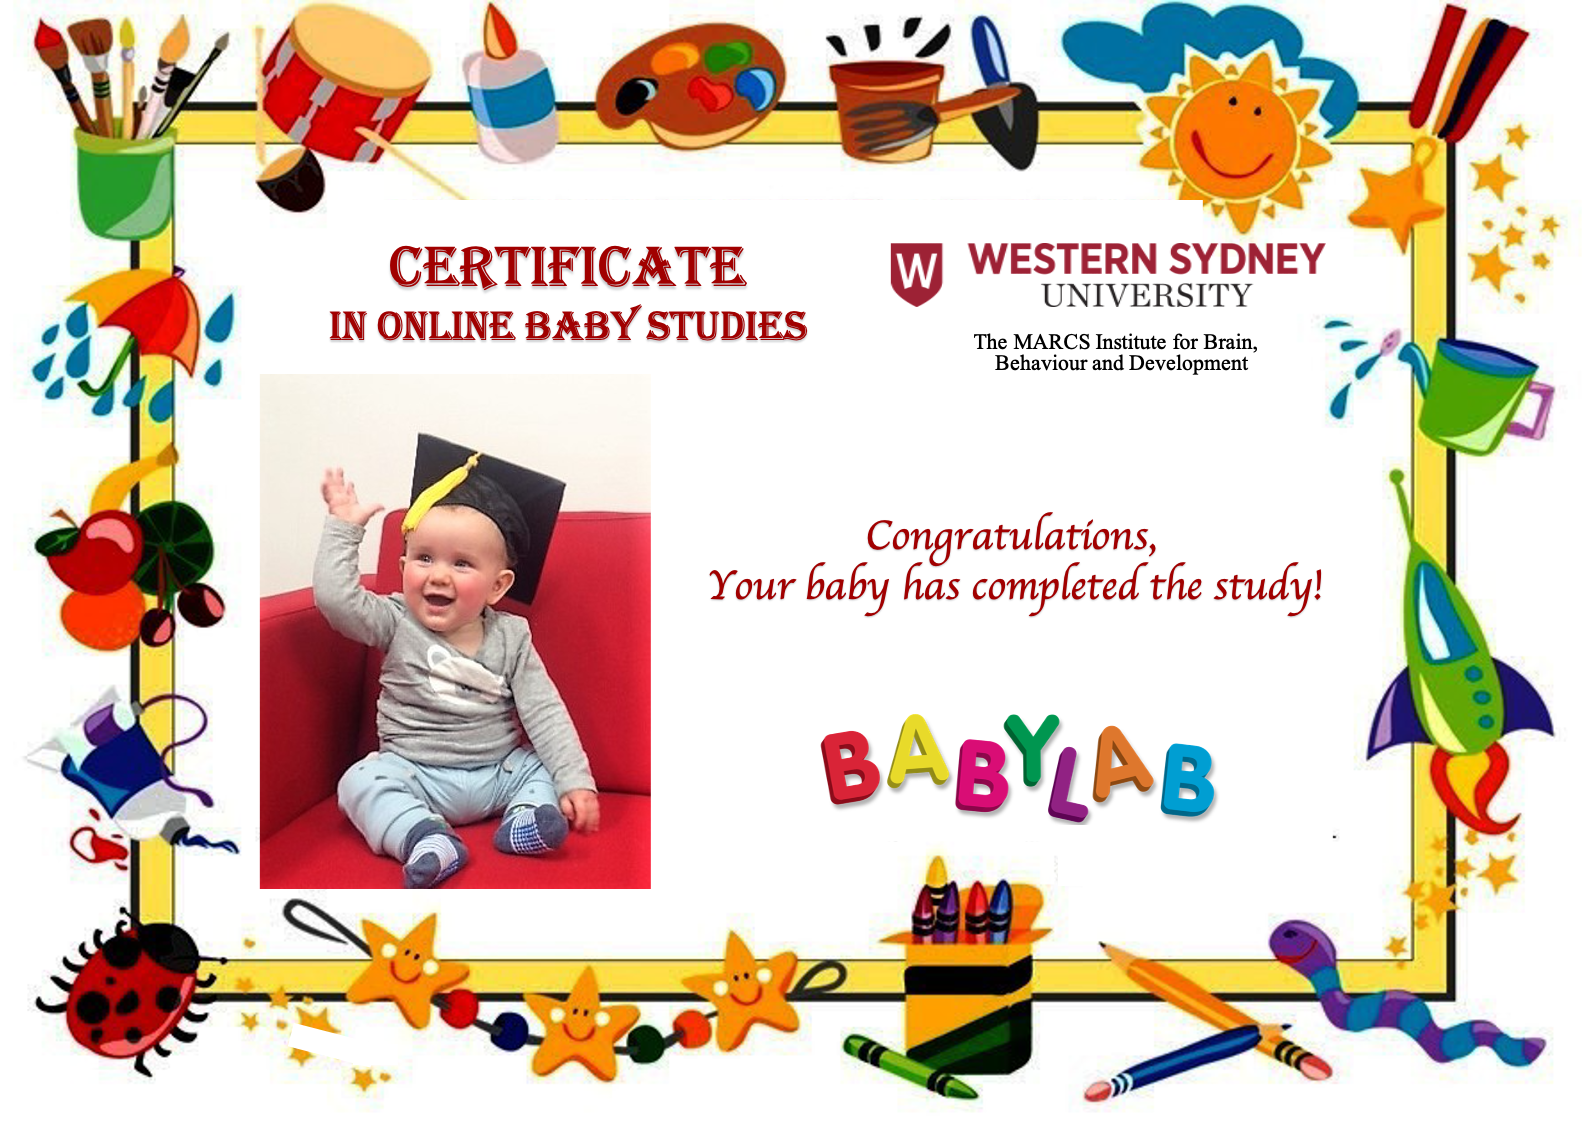 CERTIFICATE
IN ONLINE BABY STUDIES
W WESTERN SYDNEY
UNIVERSITY
The MARCS Institute for Brain,
Behaviour and Development
Congratulations,
Your baby has completed the study!
BABYLAB